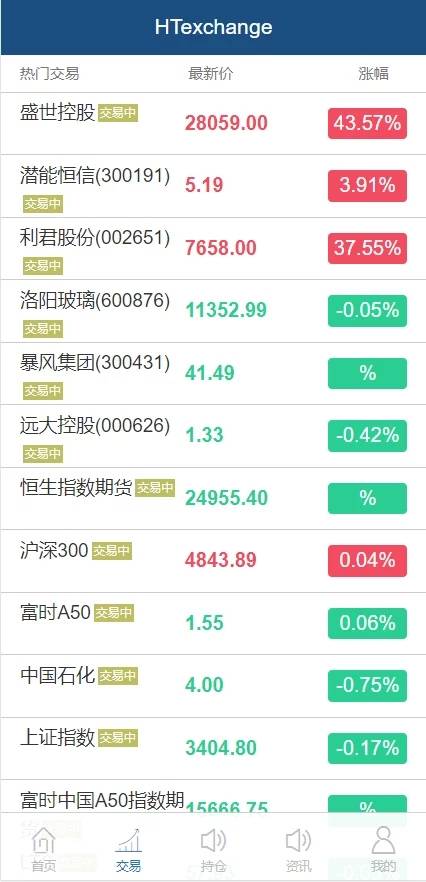 HTexchange
热门交易 最新价 涨幅
盛世控股 交易中 28059.00 43.57%
潜能恒信(300191) 交易中 5.19 3.91%
利君股份(002651) 交易中 7658.00 37.55%
洛阳玻璃(600876) 交易中 11352.99 -0.05%
暴风集团(300431) 交易中 41.49 %
远大控股(000626) 交易中 1.33 -0.42%
恒生指数期货 交易中 24955.40 %
沪深300 交易中 4843.89 0.04%
富时A50 交易中 1.55 0.06%
中国石化 交易中 4.00 -0.75%
上证指数 交易中 3404.80 -0.17%
富时中国A50指数期 15666.75 %
首页 交易 持仓 资讯 我的